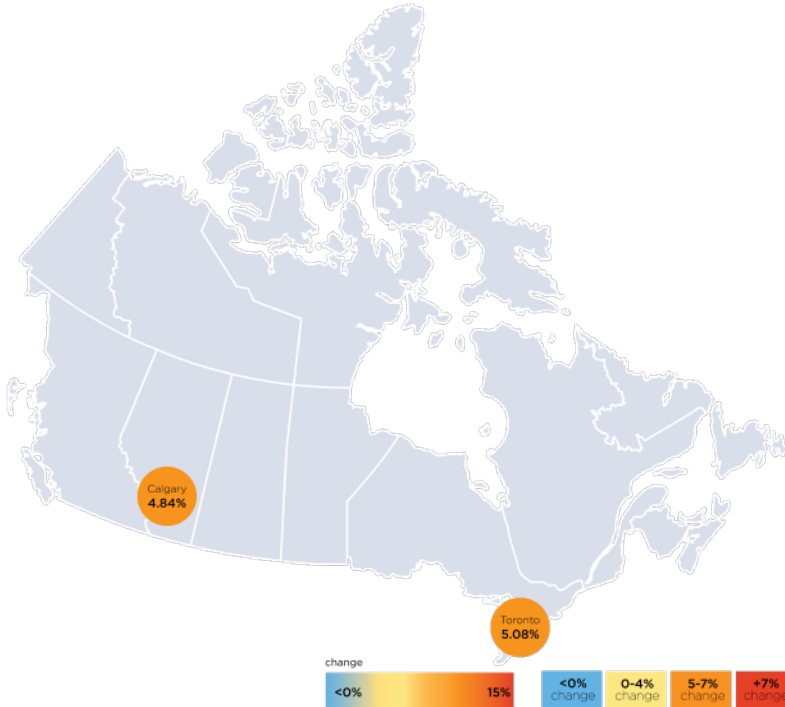 Calgary
4.84%
Toronto
5.08%
change
<0%
15%
<0%
change
0-4%
change
5-7%
change
+7%
change